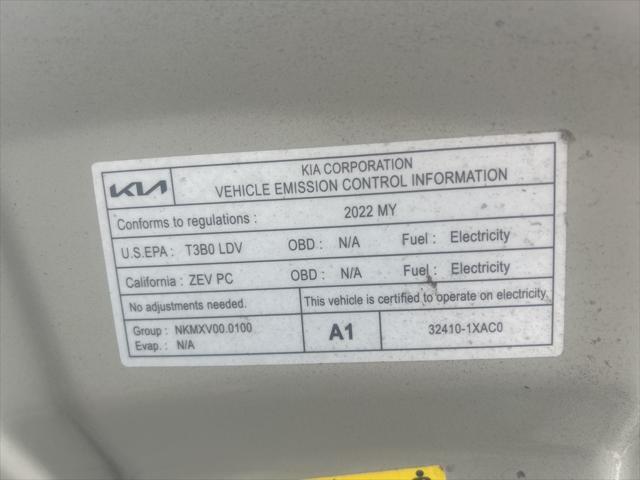 KIA
KIA CORPORATION
VEHICLE EMISSION CONTROL INFORMATION
Conforms to regulations : 2022 MY
U.S.EPA : T3B0 LDV OBD : N/A Fuel : Electricity
California : ZEV PC OBD : N/A Fuel : Electricity
No adjustments needed. This vehicle is certified to operate on electricity.
Group : NKMXV00.0100 A1 32410-1XAC0
Evap. : N/A